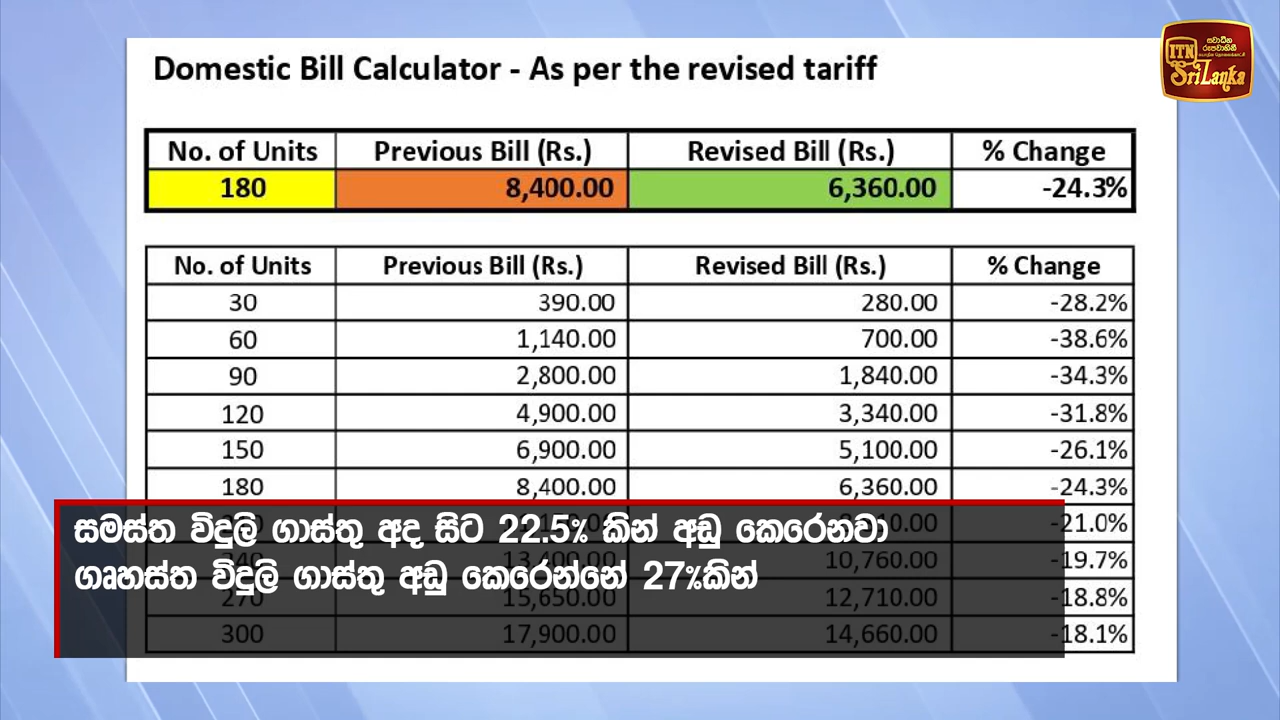 සවාධීන
රූපවාහිනී
ITN
Sri Lanka
Domestic Bill Calculator - As per the revised tariff
No. of Units Previous Bill (Rs.) Revised Bill (Rs.) % Change
180 8,400.00 6,360.00 -24.3%
No. of Units Previous Bill (Rs.) Revised Bill (Rs.) % Change
30 390.00 280.00 -28.2%
60 1,140.00 700.00 -38.6%
90 2,800.00 1,840.00 -34.3%
120 4,900.00 3,340.00 -31.8%
150 6,900.00 5,100.00 -26.1%
180 8,400.00 6,360.00 -24.3%
-21.0%
10,760.00 -19.7%
270 15,650.00 12,710.00 -18.8%
300 17,900.00 14,660.00 -18.1%
සමස්ත විදුලි ගාස්තු අද සිට 22.5% කින් අඩු කෙරෙනවා
ගෘහස්ත විදුලි ගාස්තු අඩු කෙරෙන්නේ 27%කින්